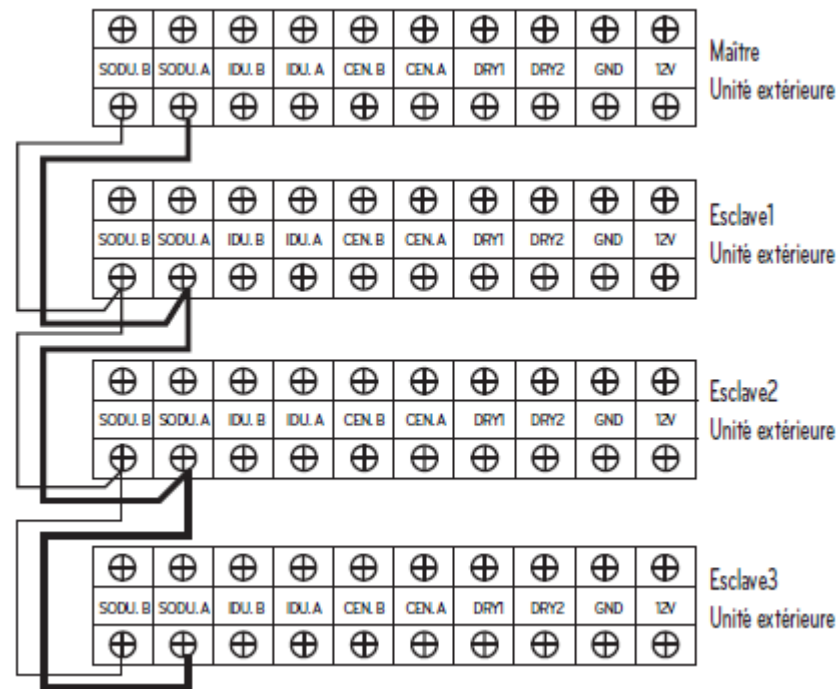 SODU. B SODU. A IDU. B IDU. A CEN. B CEN. A DRY1 DRY2 GND 12V
Maître
Unité extérieure
SODU. B SODU. A IDU. B IDU. A CEN. B CEN. A DRY1 DRY2 GND 12V
Esclave1
Unité extérieure
SODU. B SODU. A IDU. B IDU. A CEN. B CEN. A DRY1 DRY2 GND 12V
Esclave2
Unité extérieure
SODU. B SODU. A IDU. B IDU. A CEN. B CEN. A DRY1 DRY2 GND 12V
Esclave3
Unité extérieure